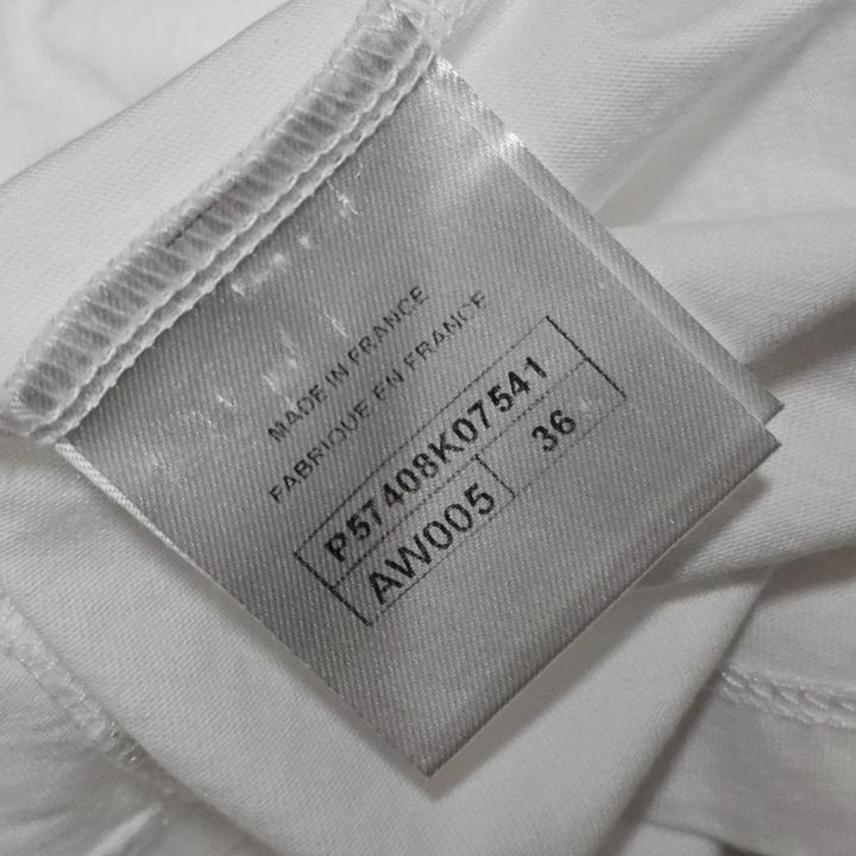 MADE IN FRANCE
FABRIQUE EN FRANCE
P57408K07541
AW005 36